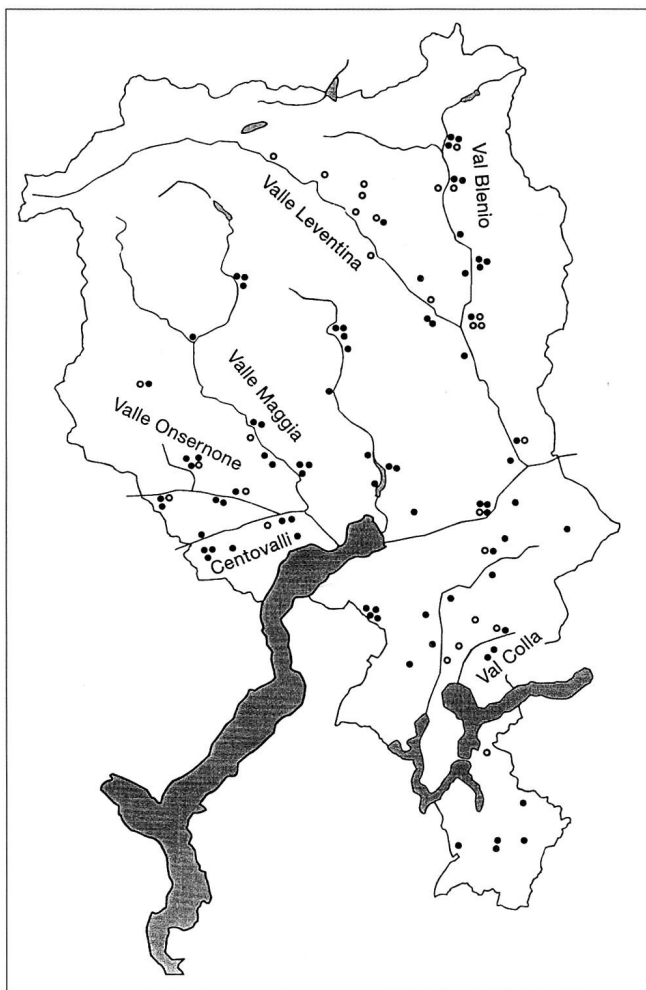 Val Blenio
Valle Leventina
Valle Maggia
Valle Onsernone
Centovalli
Val Colla